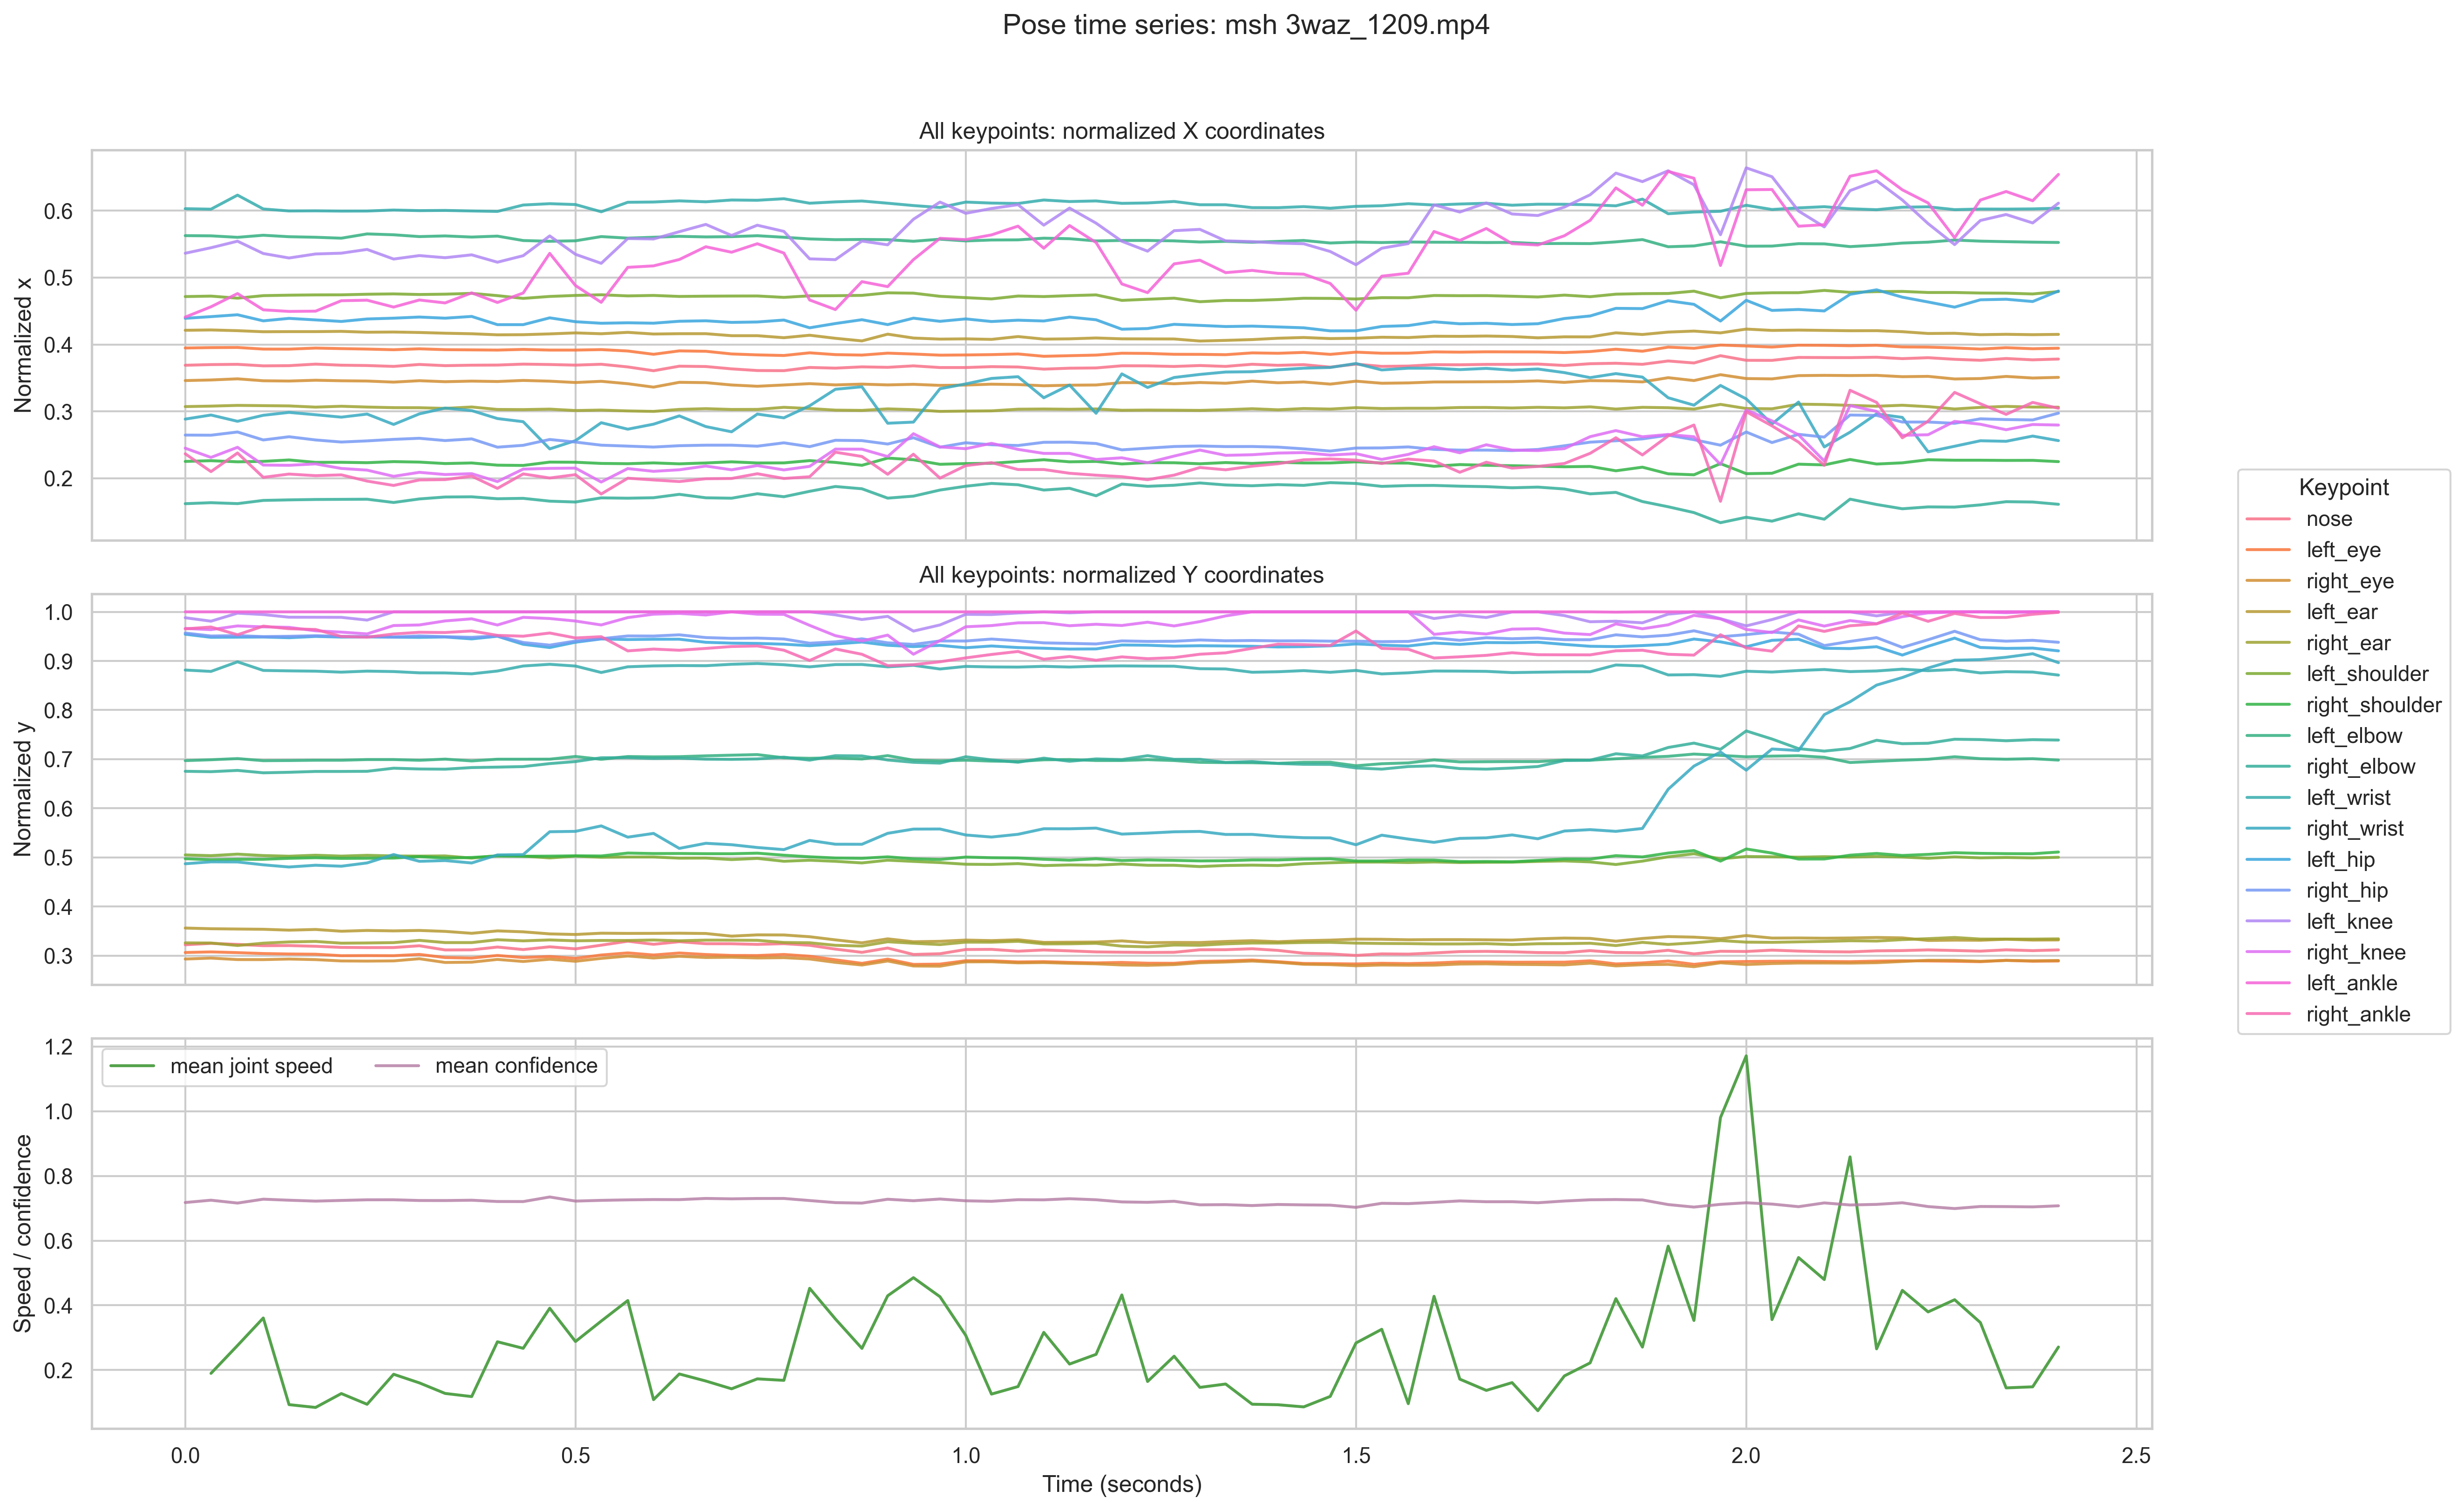 Pose time series: msh 3waz_1209.mp4
All keypoints: normalized X coordinates
Normalized x
0.6
0.5
0.4
0.3
0.2
All keypoints: normalized Y coordinates
Normalized y
1.0
0.9
0.8
0.7
0.6
0.5
0.4
0.3
Keypoint
nose
left_eye
right_eye
left_ear
right_ear
left_shoulder
right_shoulder
left_elbow
right_elbow
left_wrist
right_wrist
left_hip
right_hip
left_knee
right_knee
left_ankle
right_ankle
mean joint speed mean confidence
Speed / confidence
1.2
1.0
0.8
0.6
0.4
0.2
0.0 0.5 1.0 1.5 2.0 2.5
Time (seconds)